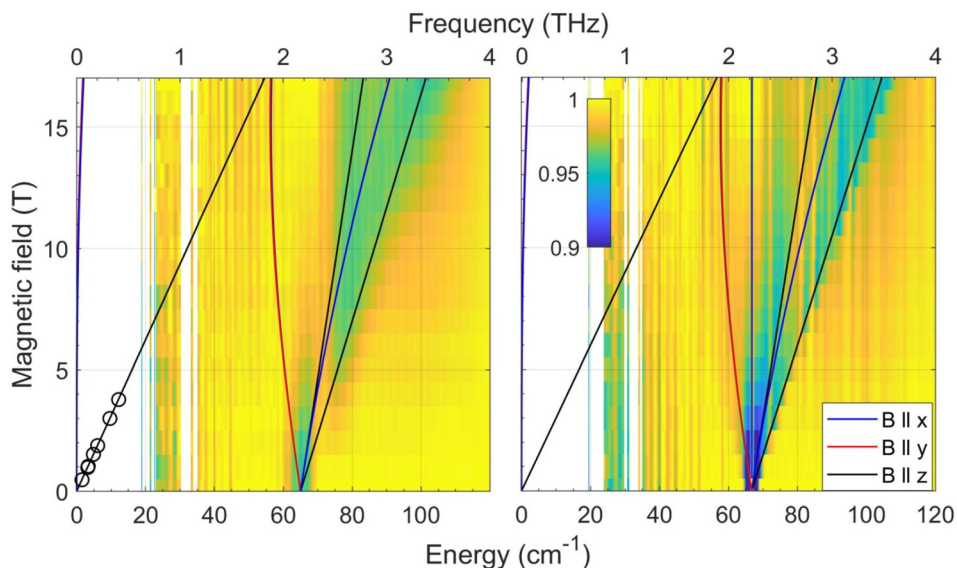 Frequency (THz)
0 1 2 3 4 0 1 2 3 4
15
10
5
0
Magnetic field (T)
1
0.95
0.9
B ll x
B ll y
B ll z
0 20 40 60 80 100 0 20 40 60 80 100 120
Energy (cm-1)